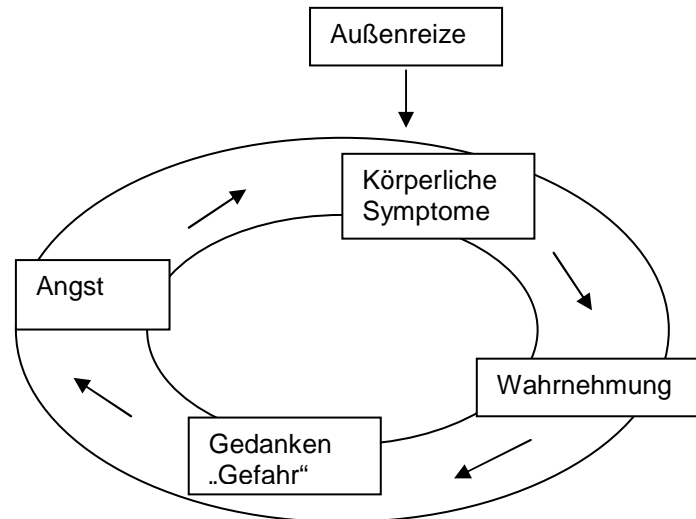 Außenreize
Körperliche
Symptome
Angst
Wahrnehmung
Gedanken
„Gefahr“